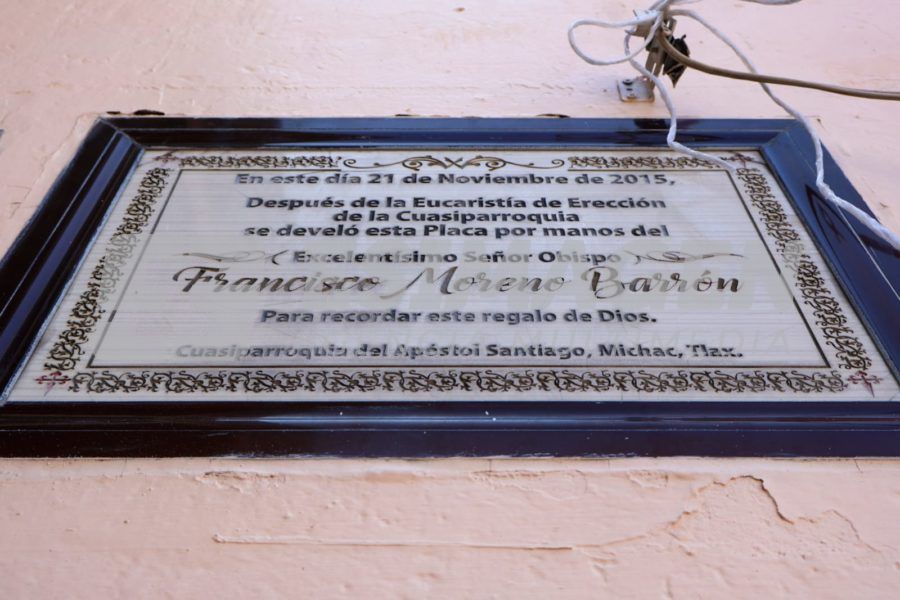 En este día 21 de Noviembre de 2015,
Después de la Eucaristía de Erección
de la Cuasiparroquia
se develó esta Placa por manos del
Excelentísimo Señor Obispo
Francisco Moreno Barrón
Para recordar este regalo de Dios.
Cuasiparroquia del Apóstol Santiago, Michac, Tlax.